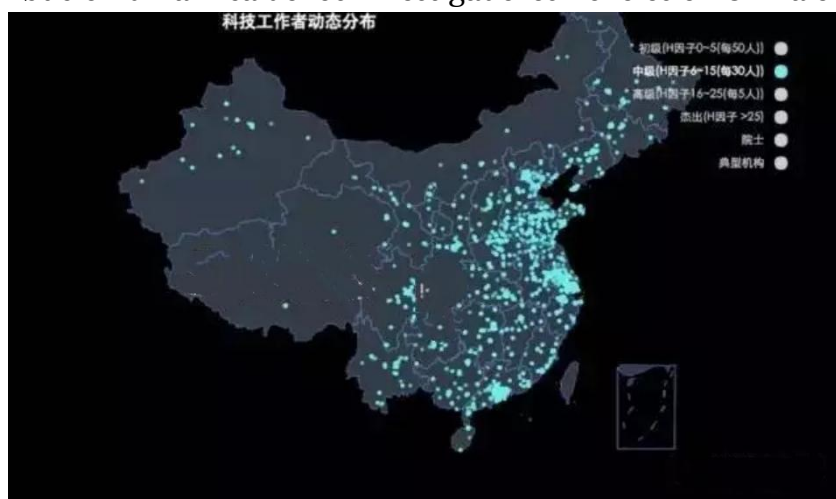 科技工作者动态分布
初级(H因子0~5(每50人))
中级(H因子6~15(每30人))
高级(H因子16~25(每5人))
杰出(H因子 >25)
院士
典型机构